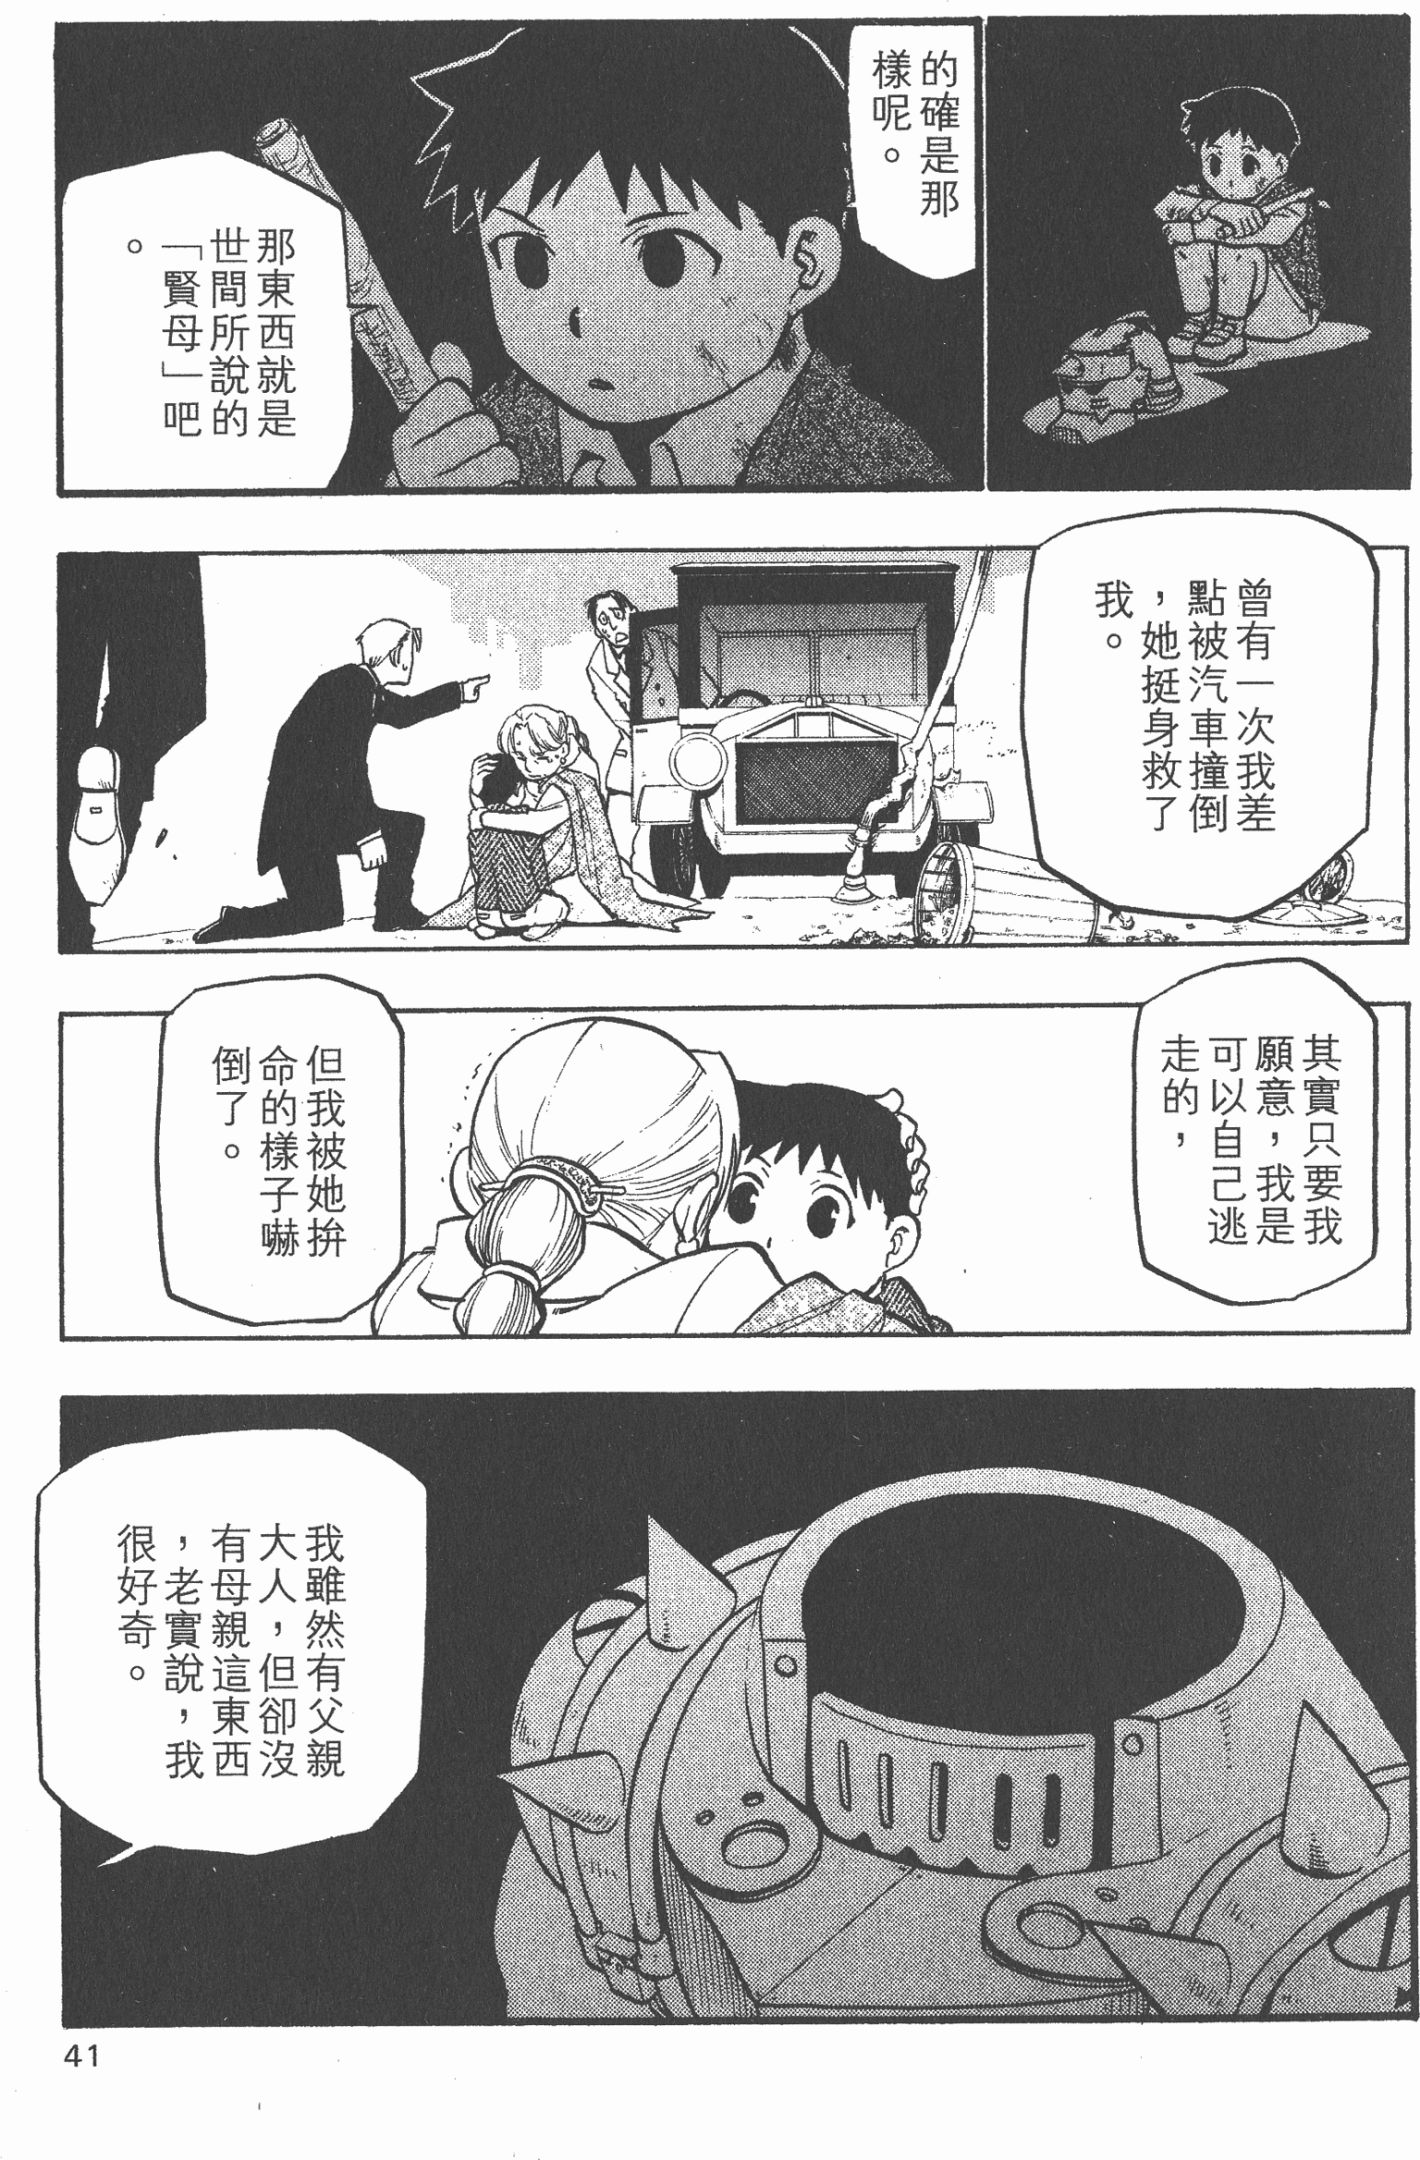 的確是那
樣呢。
那東西就是
世間所說的
「賢母」吧
。
曾有一次我差
點被汽車撞倒
，她挺身救了
我。
其實只要我
願意，我是
可以自己逃
走的，
但我被她拚
命的樣子嚇
倒了。
我雖然有父親
大人，但卻沒
有母親這東西
，老實說，我
很好奇。
41